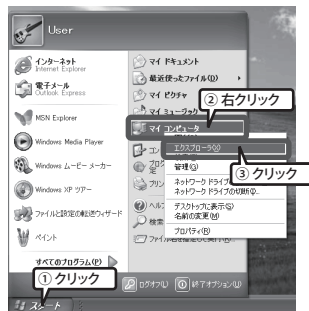 User
インターネット
Internet Explorer
電子メール
Outlook Express
MSN Explorer
Windows Media Player
Windows ムービー メーカー
Windows XP ツアー
ファイルと設定の転送ウィザード
ペイント
すべてのプログラム(P)
① クリック
スタート
マイ ドキュメント
最近使ったファイル(D)
マイ ピクチャ
② 右クリック
マイ ミュージック
マイ コンピュータ
エクスプローラ(X)
③ クリック
管理(G)
ネットワーク ドライブ
ネットワーク ドライブの切断(I)...
デスクトップに表示(S)
名前の変更(M)
プロパティ(R)
ログオフ(L)
終了オプション(U)